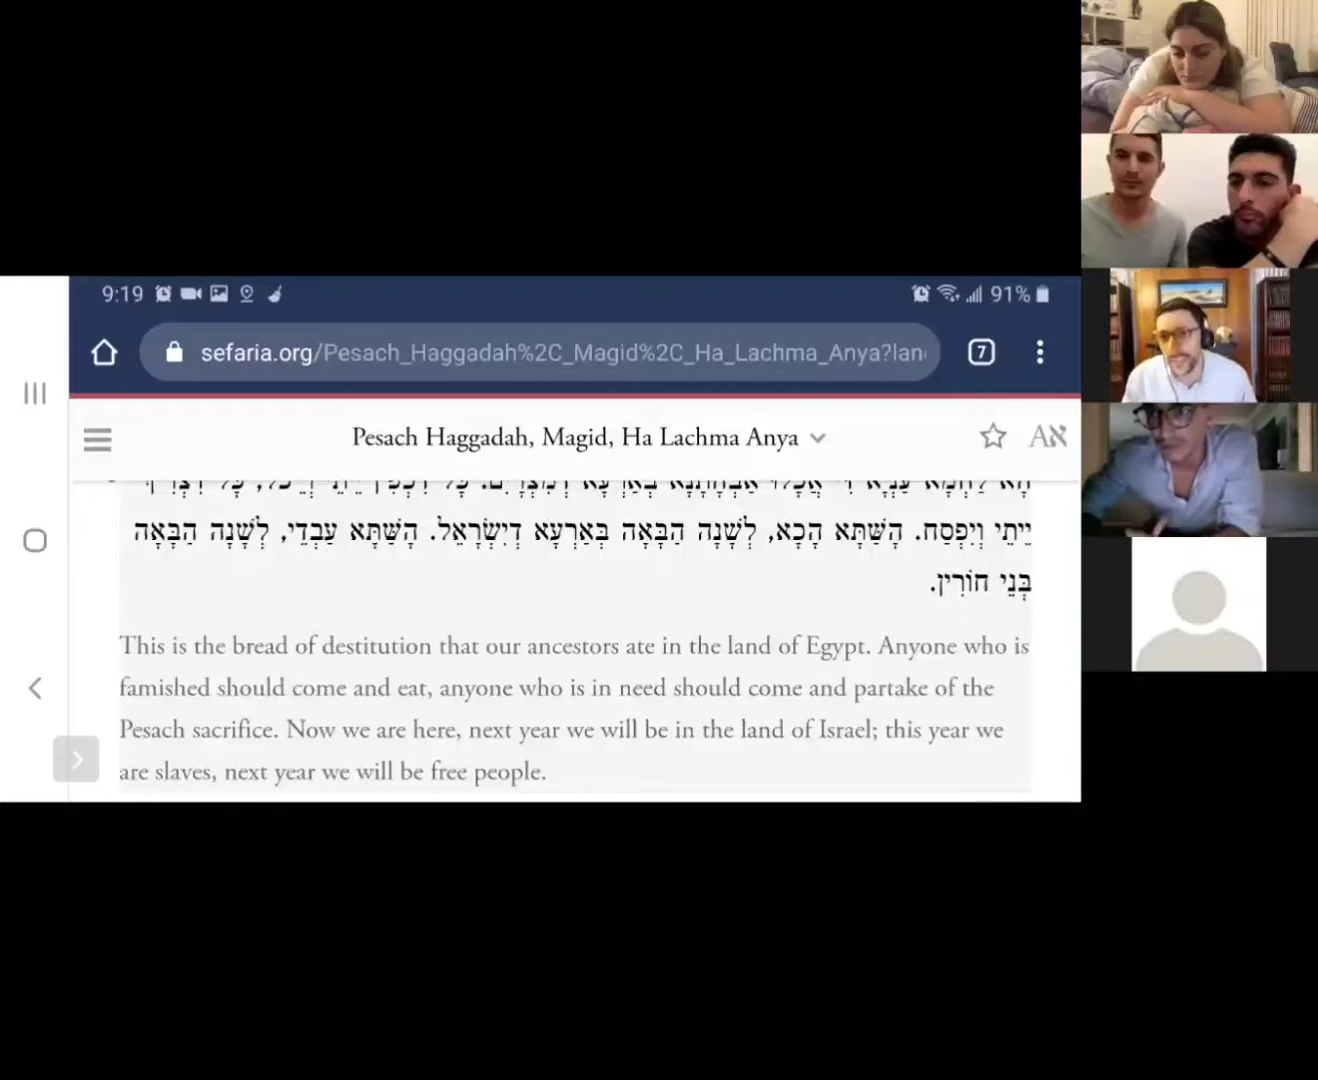 9:19
91%
sefaria.org/Pesach_Haggadah%2C_Magid%2C_Ha_Lachma_Anya?lan
7
Pesach Haggadah, Magid, Ha Lachma Anya
Aא
יֵיתֵי וְיִפְסַח. הָשַּׁתָּא הָכָא, לְשָׁנָה הַבָּאָה בְּאַרְעָא דְיִשְׂרָאֵל. הָשַּׁתָּא עַבְדֵי, לְשָׁנָה הַבָּאָה
בְּנֵי חוֹרִין.
This is the bread of destitution that our ancestors ate in the land of Egypt. Anyone who is
famished should come and eat, anyone who is in need should come and partake of the
Pesach sacrifice. Now we are here, next year we will be in the land of Israel; this year we
are slaves, next year we will be free people.